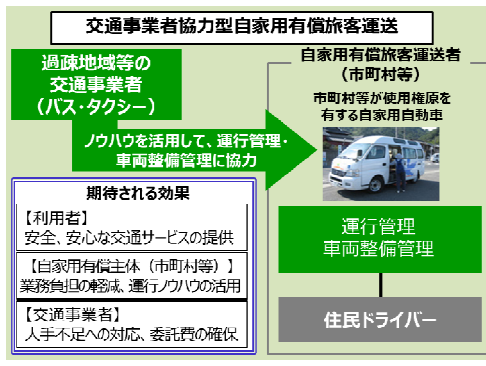 交通事業者協力型自家用有償旅客運送
過疎地域等の
交通事業者
（バス・タクシー）
ノウハウを活用して、運行管理・
車両整備管理に協力
自家用有償旅客運送者
（市町村等）
市町村等が使用権原を
有する自家用自動車
運行管理
車両整備管理
住民ドライバー
期待される効果
【利用者】
安全、安心な交通サービスの提供
【自家用有償主体（市町村等）】
業務負担の軽減、運行ノウハウの活用
【交通事業者】
人手不足への対応、委託費の確保